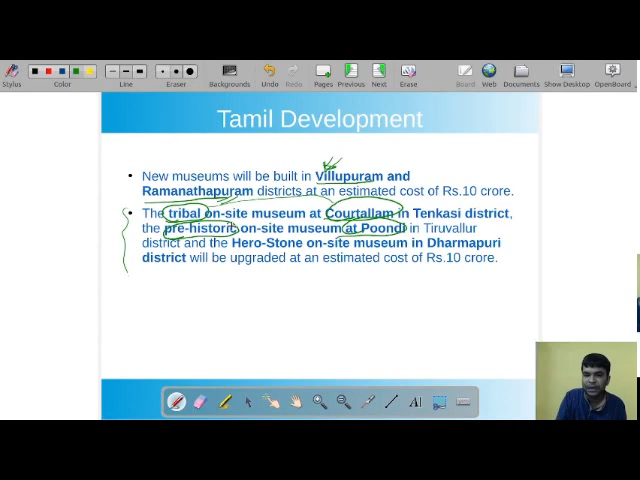 Stylus
Color
Line
Eraser
Backgrounds
Undo
Redo
Pages
Previous
Next
Erase
Board
Web
Documents
Show Desktop
OpenBoard
Tamil Development
• New museums will be built in Villupuram and
Ramanathapuram districts at an estimated cost of Rs.10 crore.
• The tribal on-site museum at Courtallam in Tenkasi district,
the pre-historic on-site museum at Poondi in Tiruvallur
district and the Hero-Stone on-site museum in Dharmapuri
district will be upgraded at an estimated cost of Rs.10 crore.
AI